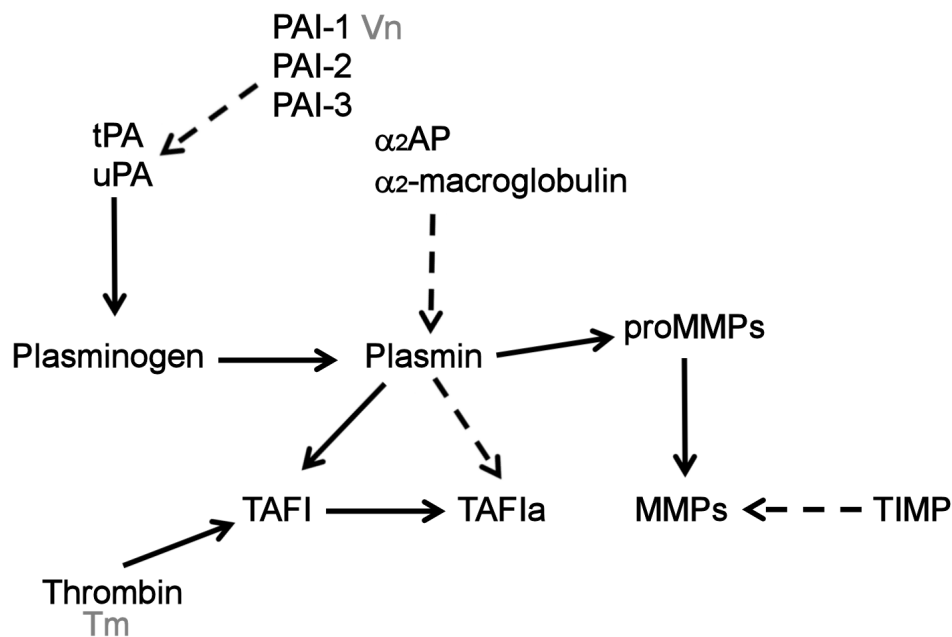 PAI-1 Vn
PAI-2
PAI-3
tPA
uPA
α2AP
α2-macroglobulin
Plasminogen
Plasmin
proMMPs
TAFI
TAFIa
MMPs
TIMP
Thrombin
Tm